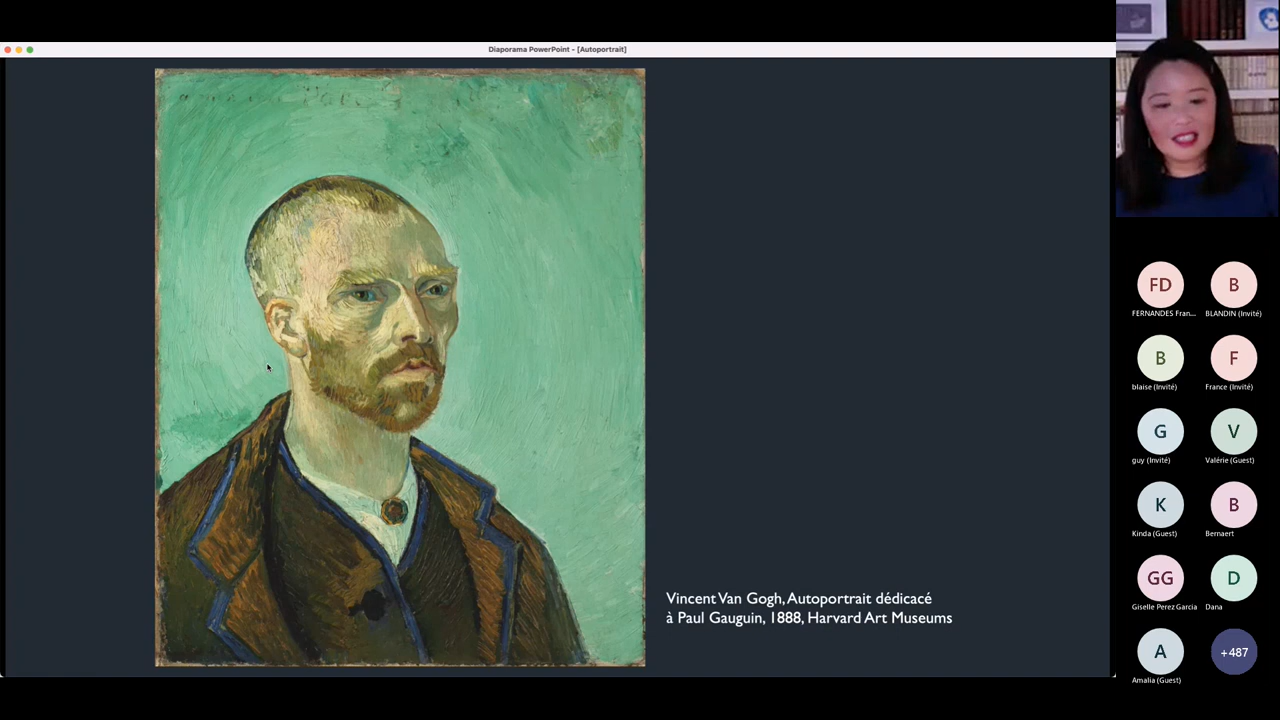 Diaporama PowerPoint - [Autoportrait]
Vincent Van Gogh, Autoportrait dédicacé
à Paul Gauguin, 1888, Harvard Art Museums
FD
B
FERNANDES Fran...
BLANDIN (Invité)
B
F
blaise (Invité)
France (Invité)
G
V
guy (Invité)
Valérie (Guest)
K
B
Kinda (Guest)
Bernaert
GG
D
Giselle Perez Garcia
Dana
A
+487
Amalia (Guest)